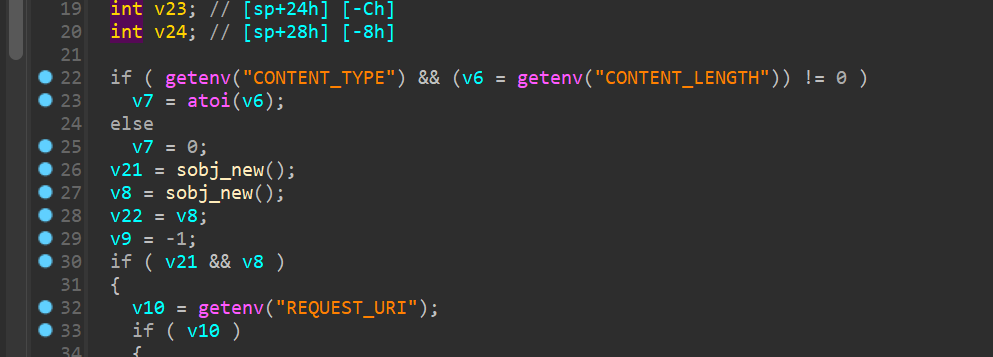 19 int v23; // [sp+24h] [-Ch]
20 int v24; // [sp+28h] [-8h]
21
22 if ( getenv("CONTENT_TYPE") && (v6 = getenv("CONTENT_LENGTH")) != 0 )
23 v7 = atoi(v6);
24 else
25 v7 = 0;
26 v21 = sobj_new();
27 v8 = sobj_new();
28 v22 = v8;
29 v9 = -1;
30 if ( v21 && v8 )
31 {
32 v10 = getenv("REQUEST_URI");
33 if ( v10 )
34 {